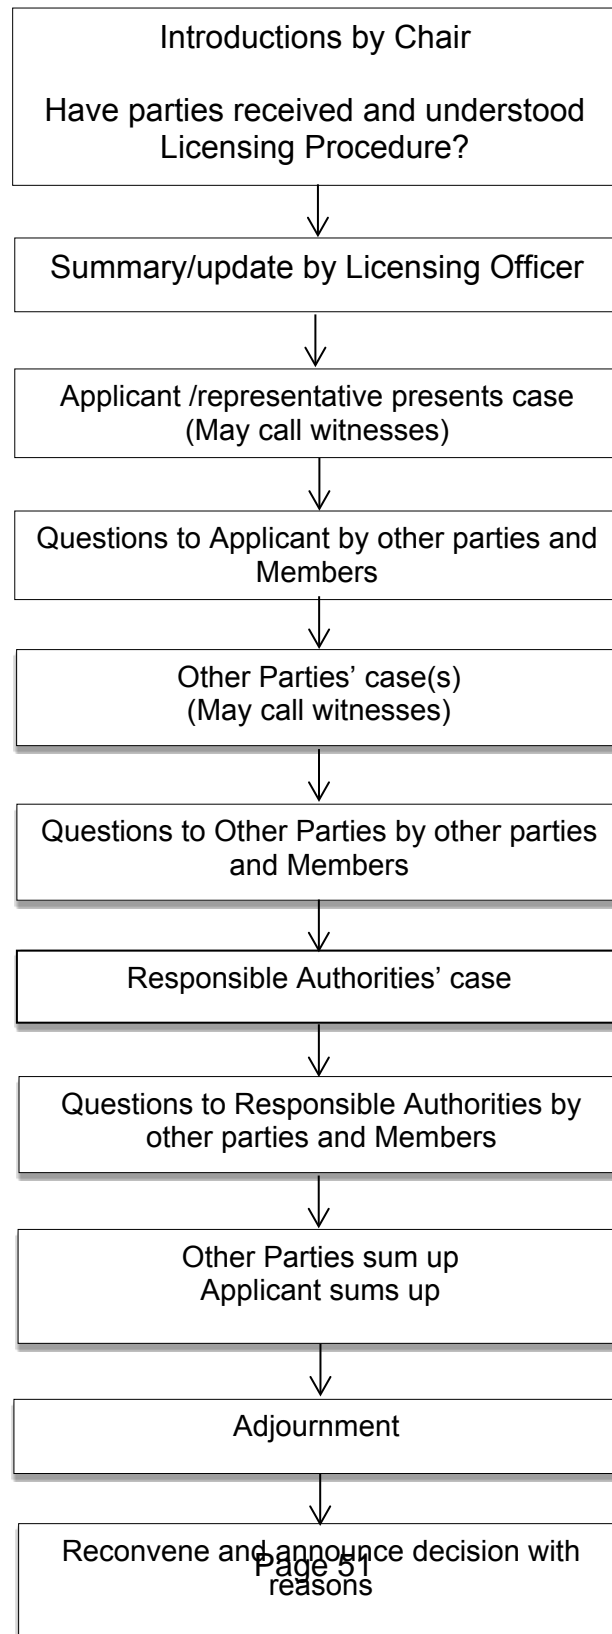 Introductions by Chair
Have parties received and understood
Licensing Procedure?
Summary/update by Licensing Officer
Applicant /representative presents case
(May call witnesses)
Questions to Applicant by other parties and
Members
Other Parties’ case(s)
(May call witnesses)
Questions to Other Parties by other parties
and Members
Responsible Authorities’ case
Questions to Responsible Authorities by
other parties and Members
Other Parties sum up
Applicant sums up
Adjournment
Reconvene and announce decision with
Page 51
reasons